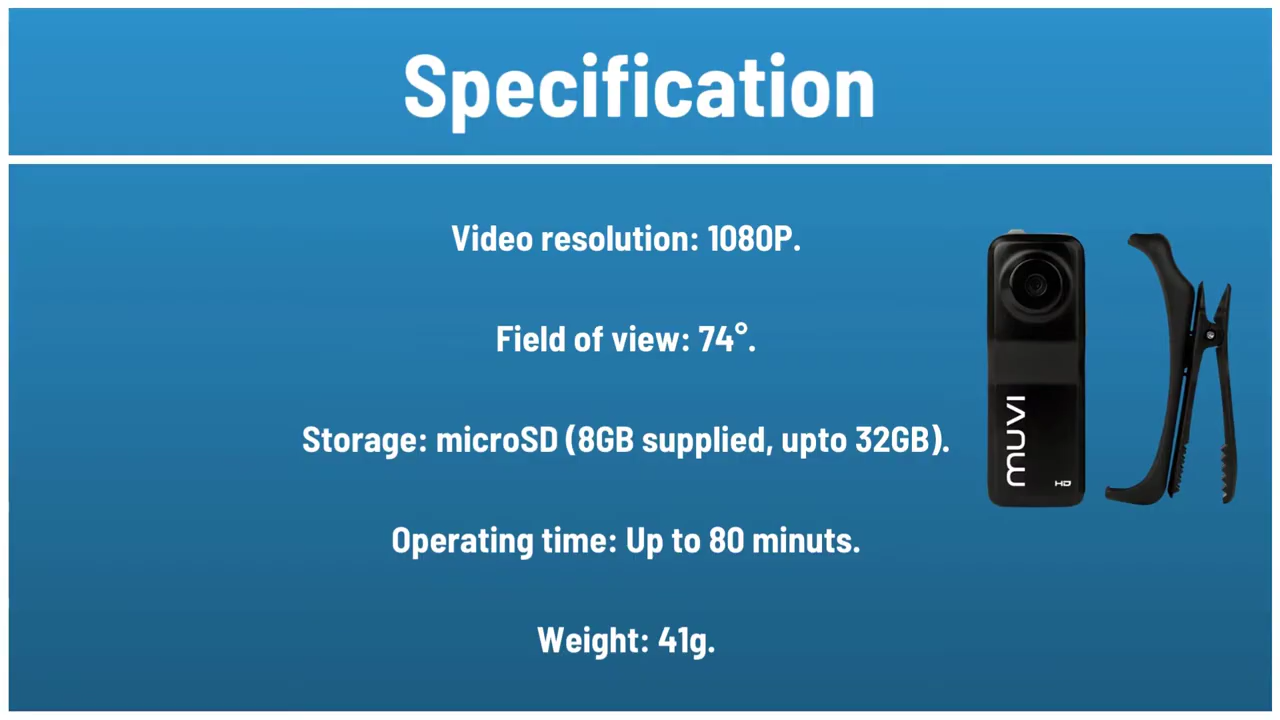 Specification
Video resolution: 1080P.
Field of view: 74°.
Storage: microSD (8GB supplied, upto 32GB).
Operating time: Up to 80 minuts.
Weight: 41g.
muvi
HD